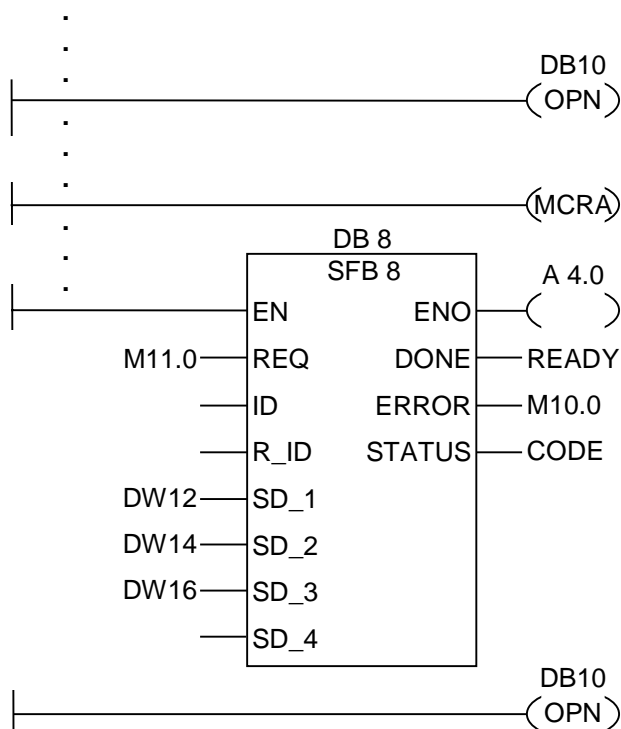 DB10
OPN
MCRA
DB 8
SFB 8
A 4.0
EN ENO
M11.0 REQ DONE READY
ID ERROR M10.0
R_ID STATUS CODE
DW12 SD_1
DW14 SD_2
DW16 SD_3
SD_4
DB10
OPN